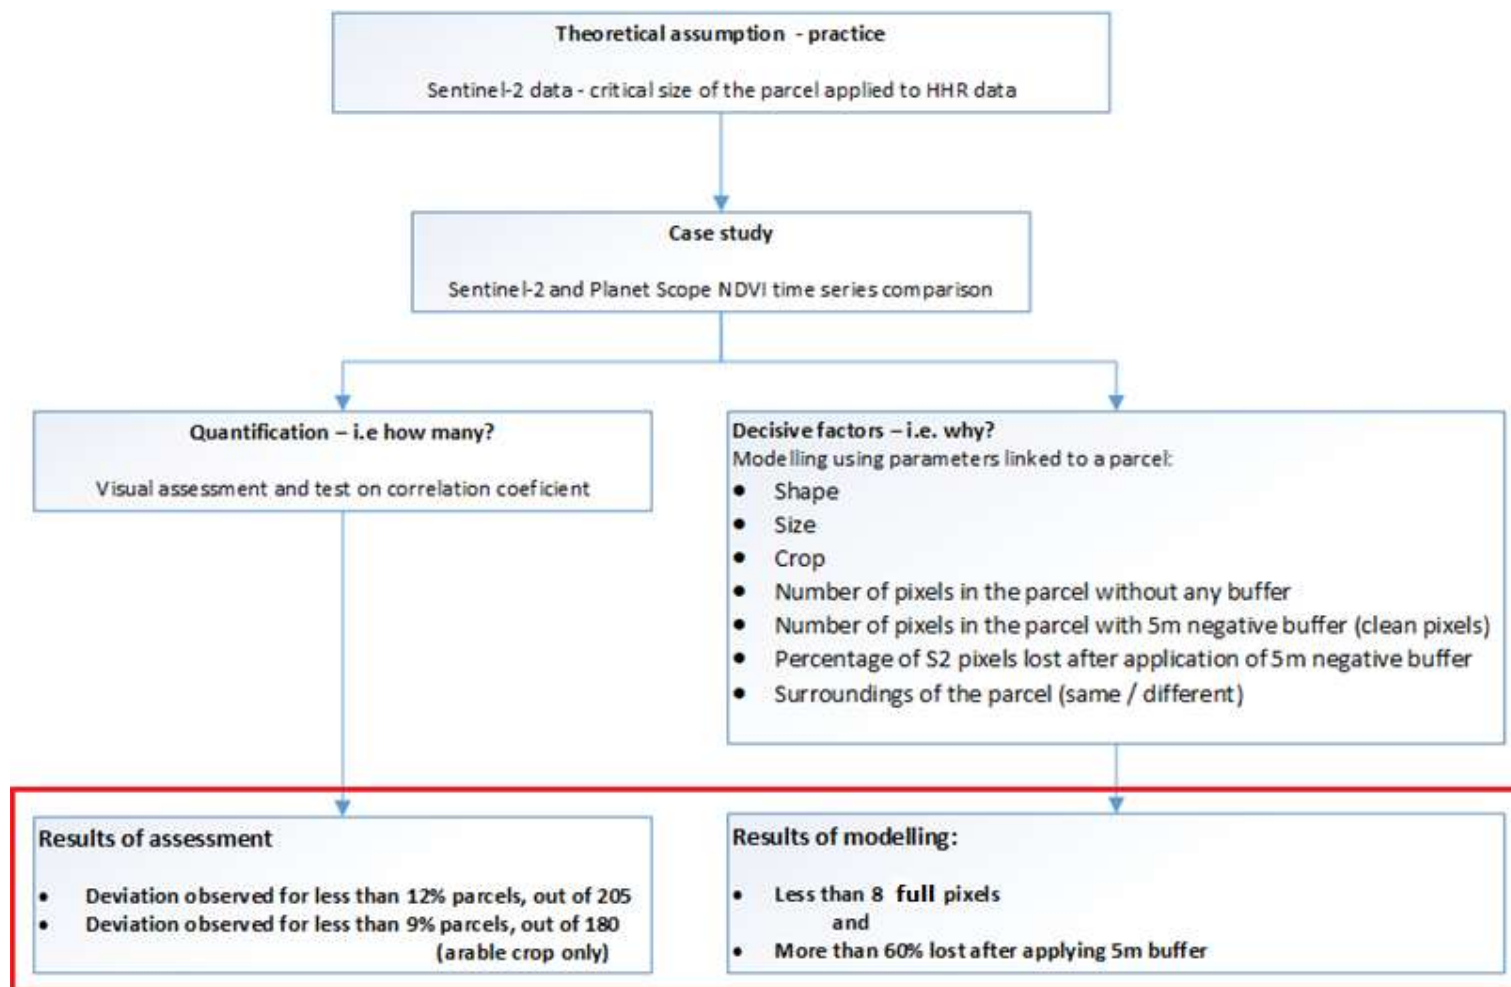 Theoretical assumption - practice
Sentinel-2 data - critical size of the parcel applied to HHR data
Case study
Sentinel-2 and Planet Scope NDVI time series comparison
Quantification – i.e how many?
Visual assessment and test on correlation coeficient
Decisive factors – i.e. why?
Modelling using parameters linked to a parcel:
● Shape
● Size
● Crop
● Number of pixels in the parcel without any buffer
● Number of pixels in the parcel with 5m negative buffer (clean pixels)
● Percentage of S2 pixels lost after application of 5m negative buffer
● Surroundings of the parcel (same / different)
Results of assessment
● Deviation observed for less than 12% parcels, out of 205
● Deviation observed for less than 9% parcels, out of 180
(arable crop only)
Results of modelling:
● Less than 8 full pixels
and
● More than 60% lost after applying 5m buffer